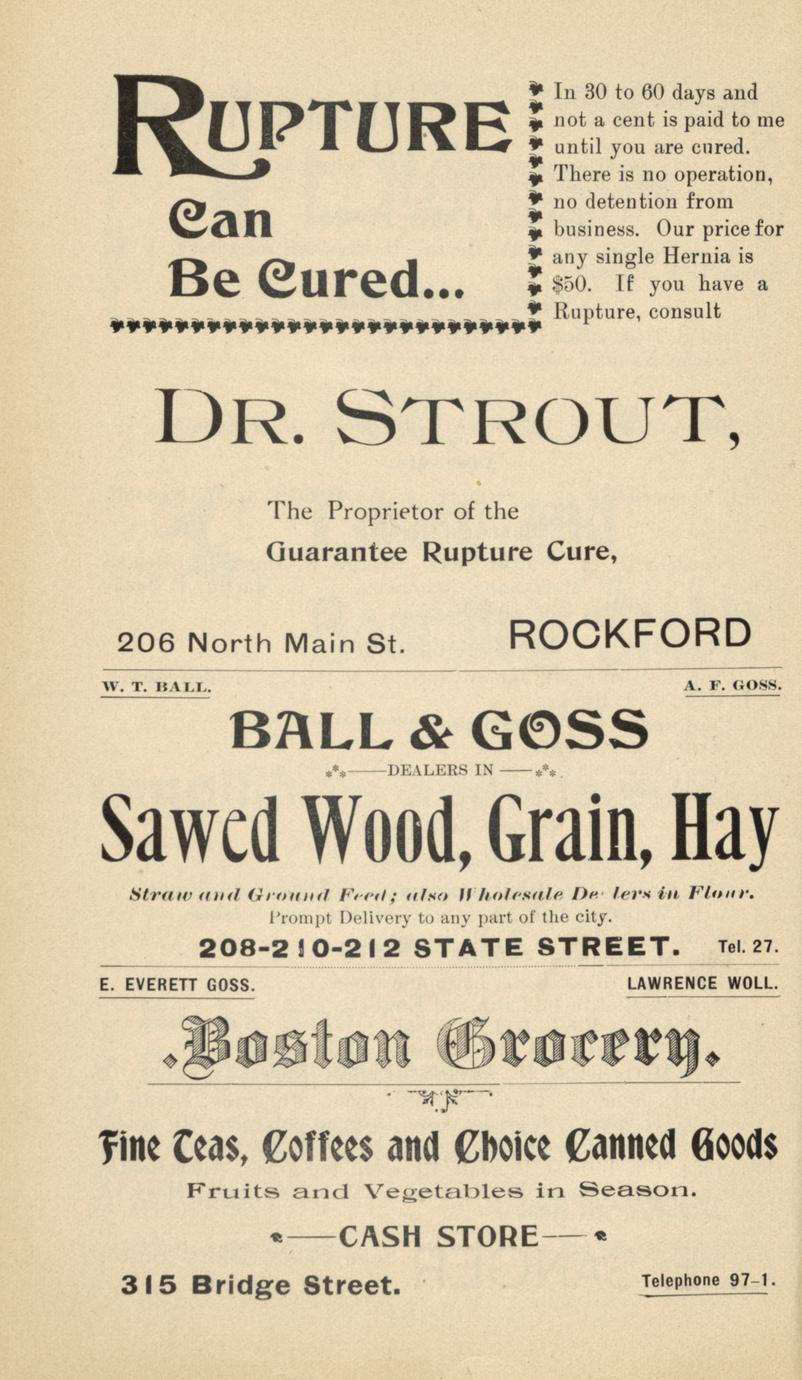 RUPTURE
Can
Be Cured...
In 30 to 60 days and
not a cent is paid to me
until you are cured.
There is no operation,
no detention from
business. Our price for
any single Hernia is
$50. If you have a
Rupture, consult
DR. STROUT,
The Proprietor of the
Guarantee Rupture Cure,
206 North Main St. ROCKFORD
W. T. BALL. A. F. GOSS.
BALL & GOSS
DEALERS IN
Sawed Wood, Grain, Hay
Straw and Ground Feed; also Wholesale De lers in Flour.
Prompt Delivery to any part of the city.
208-210-212 STATE STREET. Tel. 27.
E. EVERETT GOSS. LAWRENCE WOLL.
.Boston Grocery.
Fine Teas, Coffees and Choice Canned Goods
Fruits and Vegetables in Season.
CASH STORE
315 Bridge Street. Telephone 97-1.